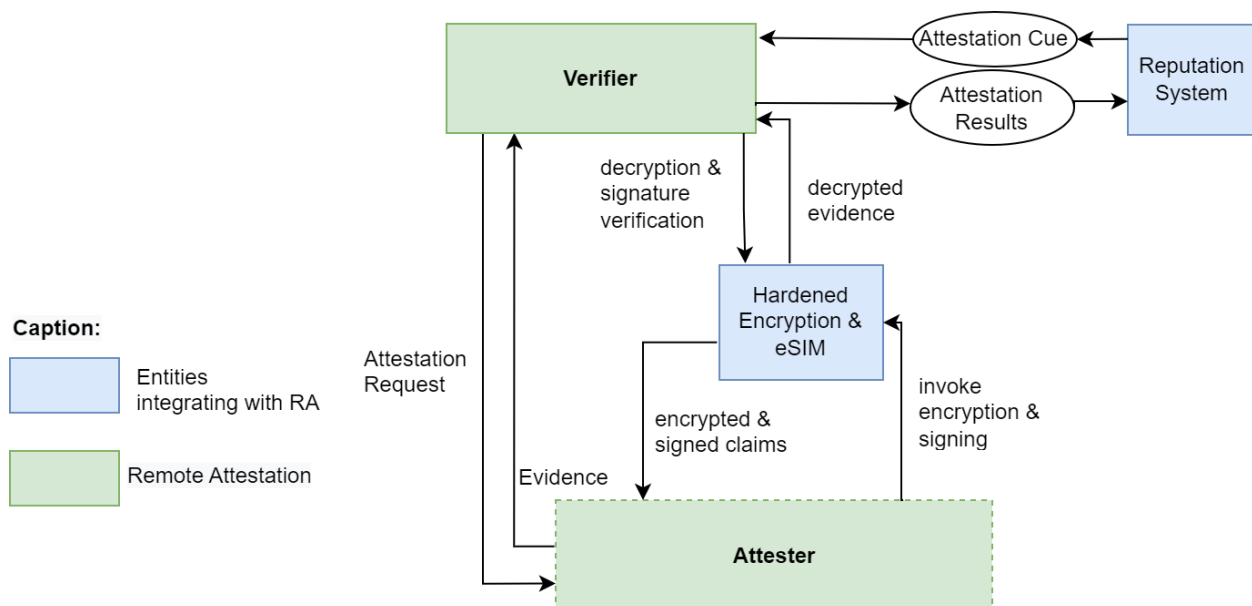 Attestation Cue
Reputation
System
Verifier
Attestation
Results
decryption &
signature
verification
decrypted
evidence
Hardened
Encryption &
eSIM
Caption:
Entities
integrating with RA
Remote Attestation
Attestation
Request
encrypted &
signed claims
invoke
encryption &
signing
Evidence
Attester